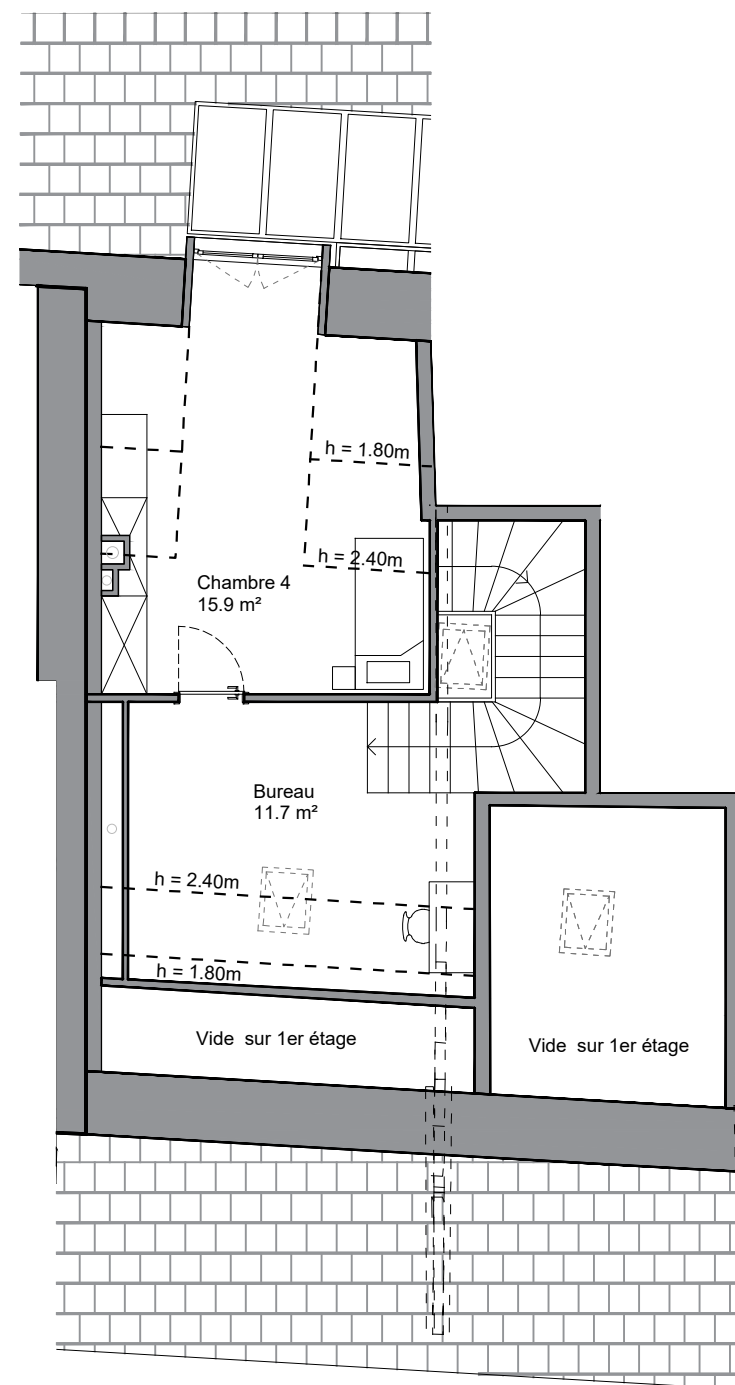 h = 1.80m
h = 2.40m
Chambre 4
15.9 m²
Bureau
11.7 m²
h = 2.40m
h = 1.80m
Vide sur 1er étage
Vide sur 1er étage